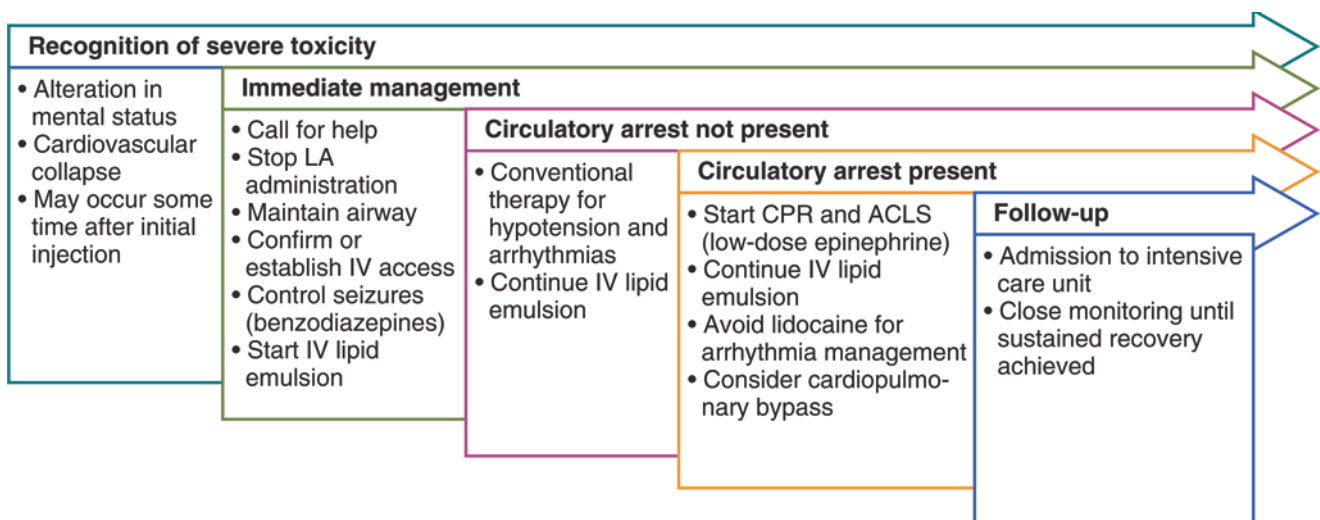 Recognition of severe toxicity
• Alteration in
mental status
• Cardiovascular
collapse
• May occur some
time after initial
injection
Immediate management
• Call for help
• Stop LA
administration
• Maintain airway
• Confirm or
establish IV access
• Control seizures
(benzodiazepines)
• Start IV lipid
emulsion
Circulatory arrest not present
• Conventional
therapy for
hypotension and
arrhythmias
• Continue IV lipid
emulsion
Circulatory arrest present
• Start CPR and ACLS
(low-dose epinephrine)
• Continue IV lipid
emulsion
• Avoid lidocaine for
arrhythmia management
• Consider cardiopulmo-
nary bypass
Follow-up
• Admission to intensive
care unit
• Close monitoring until
sustained recovery
achieved